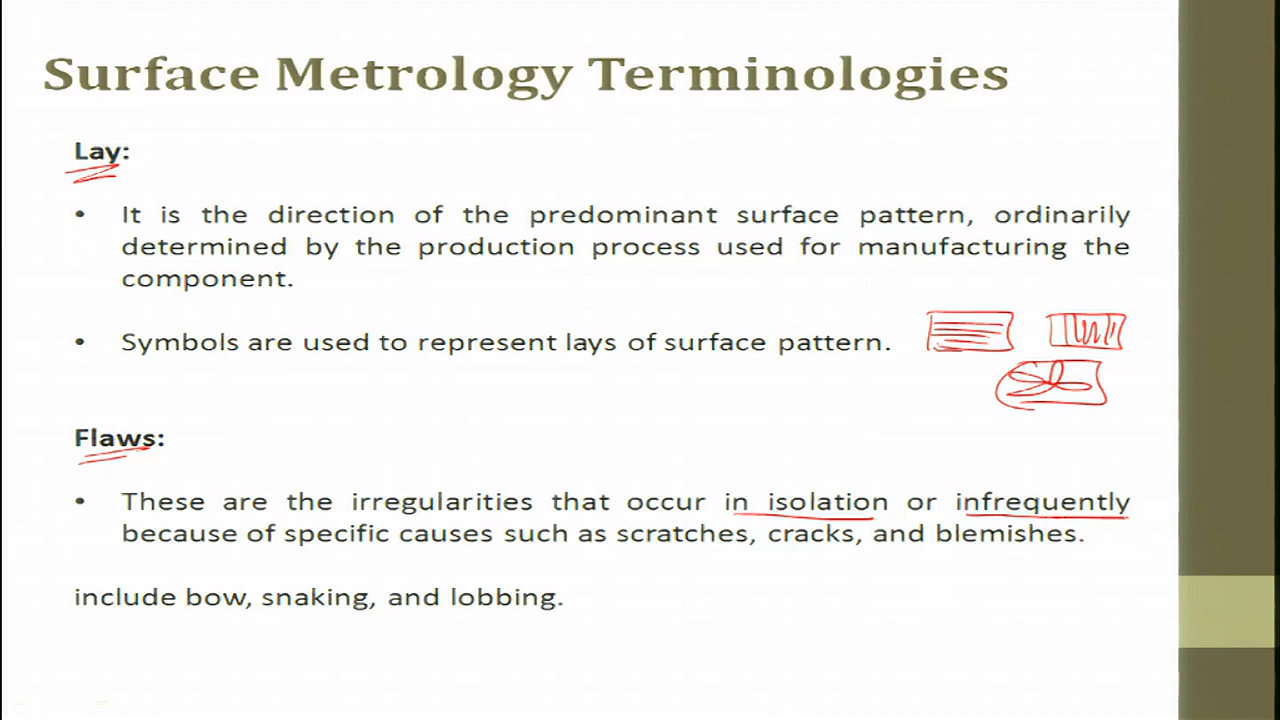 Surface Metrology Terminologies
Lay:
• It is the direction of the predominant surface pattern, ordinarily
determined by the production process used for manufacturing the
component.
• Symbols are used to represent lays of surface pattern.
Flaws:
• These are the irregularities that occur in isolation or infrequently
because of specific causes such as scratches, cracks, and blemishes.
include bow, snaking, and lobbing.